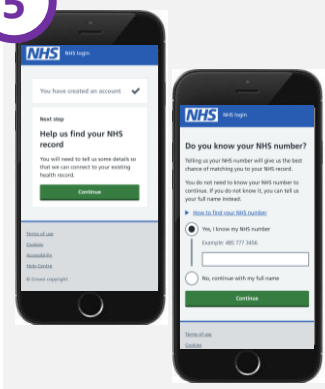 5
NHS NHS login
You have created an account
Next step
Help us find your NHS
record
You will need to tell us some details so
that we can connect to your existing
health record.
Continue
Terms of use
Cookies
Accessibility
Help Centre
© Crown copyright
NHS NHS login
Do you know your NHS number?
Telling us your NHS number will give us the best
chance of matching you to your NHS record.
You do not need to know your NHS number to
continue. If you do not know it, you can tell us
your full name instead.
How to find your NHS number
Yes, I know my NHS number
Example: 485 777 3456
No, continue with my full name
Continue
Terms of use
Cookies